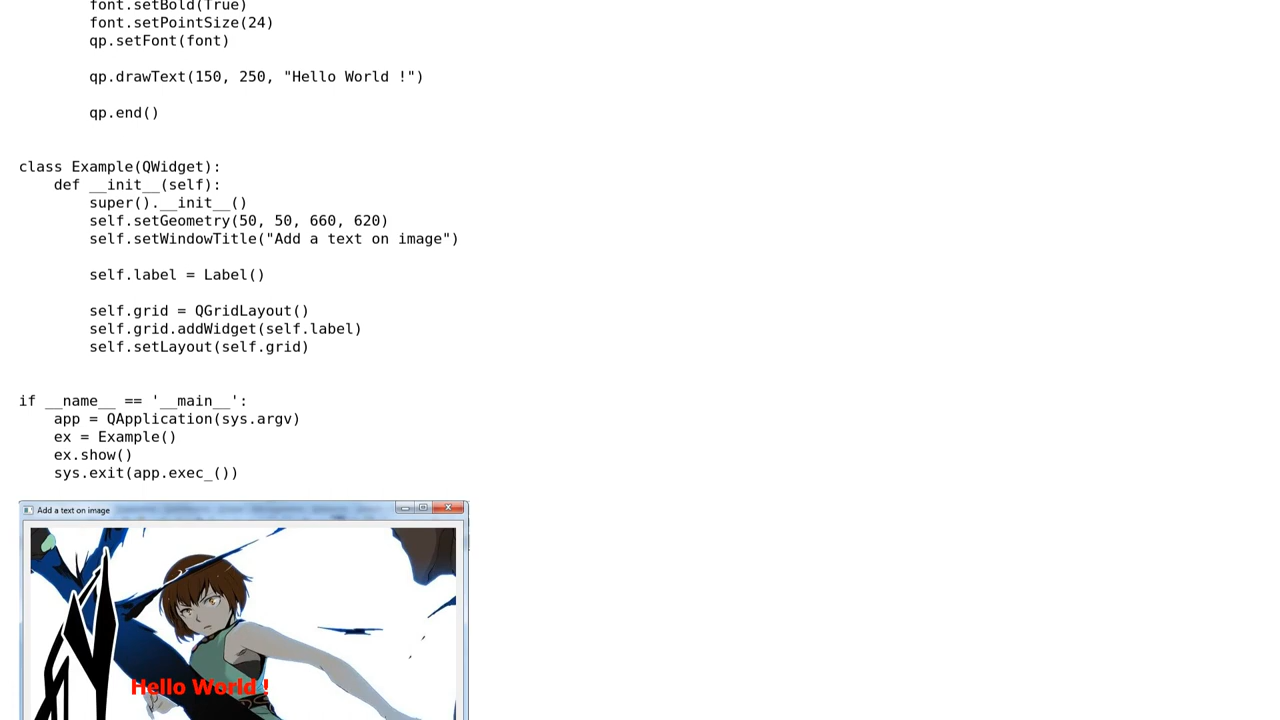 font.setBold(True)
font.setPointSize(24)
qp.setFont(font)
qp.drawText(150, 250, "Hello World !")
qp.end()
class Example(QWidget):
def __init__(self):
super().__init__()
self.setGeometry(50, 50, 660, 620)
self.setWindowTitle("Add a text on image")
self.label = Label()
self.grid = QGridLayout()
self.grid.addWidget(self.label)
self.setLayout(self.grid)
if __name__ == '__main__':
app = QApplication(sys.argv)
ex = Example()
ex.show()
sys.exit(app.exec_())
Add a text on image
Hello World !